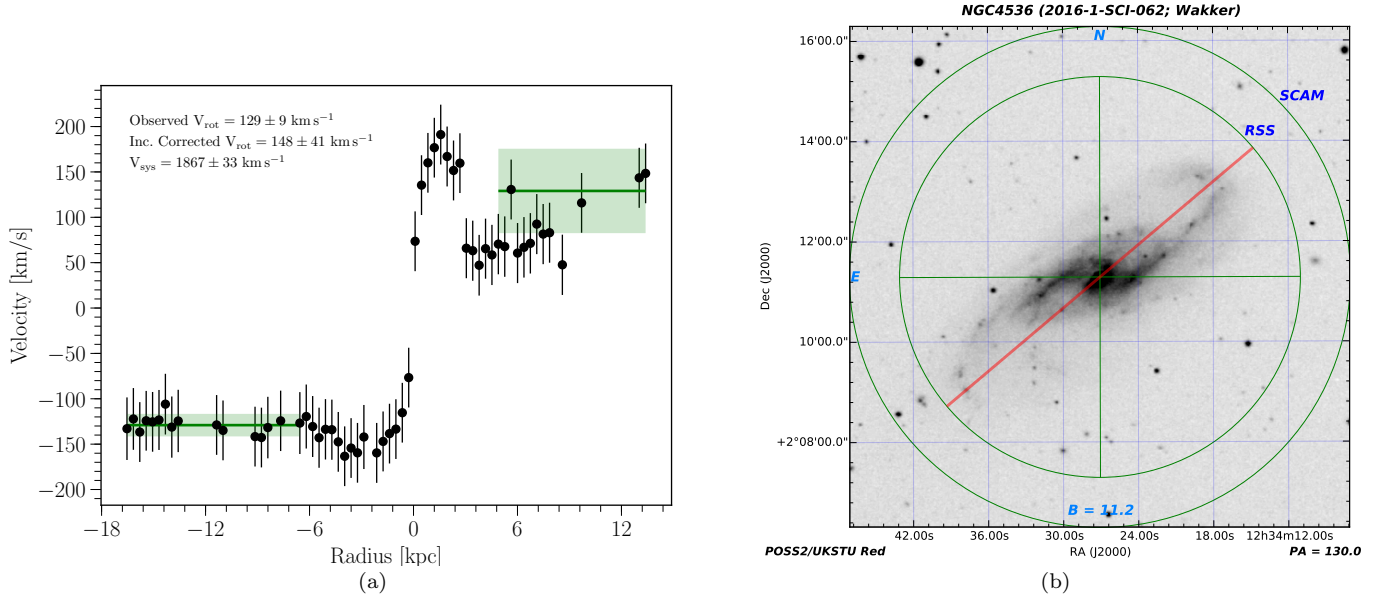 NGC4536 (2016-1-SCI-062; Wakker)
Observed V_rot = 129 ± 9 km s^−1
Inc. Corrected V_rot = 148 ± 41 km s^−1
V_sys = 1867 ± 33 km s^−1
200
150
100
50
0
−50
−100
−150
−200
Velocity [km/s]
−18 −12 −6 0 6 12
Radius [kpc]
(a)
N
SCAM
RSS
E
B = 11.2
16'00.0"
14'00.0"
12'00.0"
10'00.0"
+2°08'00.0"
Dec (J2000)
42.00s 36.00s 30.00s 24.00s 18.00s 12h34m12.00s
POSS2/UKSTU Red RA (J2000) PA = 130.0
(b)